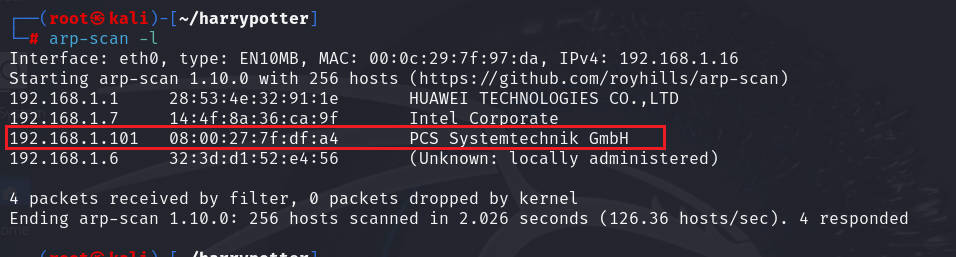 ┌──(root㉿kali)-[~/harrypotter]
└─# arp-scan -l
Interface: eth0, type: EN10MB, MAC: 00:0c:29:7f:97:da, IPv4: 192.168.1.16
Starting arp-scan 1.10.0 with 256 hosts (https://github.com/royhills/arp-scan)
192.168.1.1     28:53:4e:32:91:1e       HUAWEI TECHNOLOGIES CO.,LTD
192.168.1.7     14:4f:8a:36:ca:9f       Intel Corporate
192.168.1.101   08:00:27:7f:df:a4       PCS Systemtechnik GmbH
192.168.1.6     32:3d:d1:52:e4:56       (Unknown: locally administered)
4 packets received by filter, 0 packets dropped by kernel
Ending arp-scan 1.10.0: 256 hosts scanned in 2.026 seconds (126.36 hosts/sec). 4 responded
┌──(root㉿kali)-[~/harrypotter]